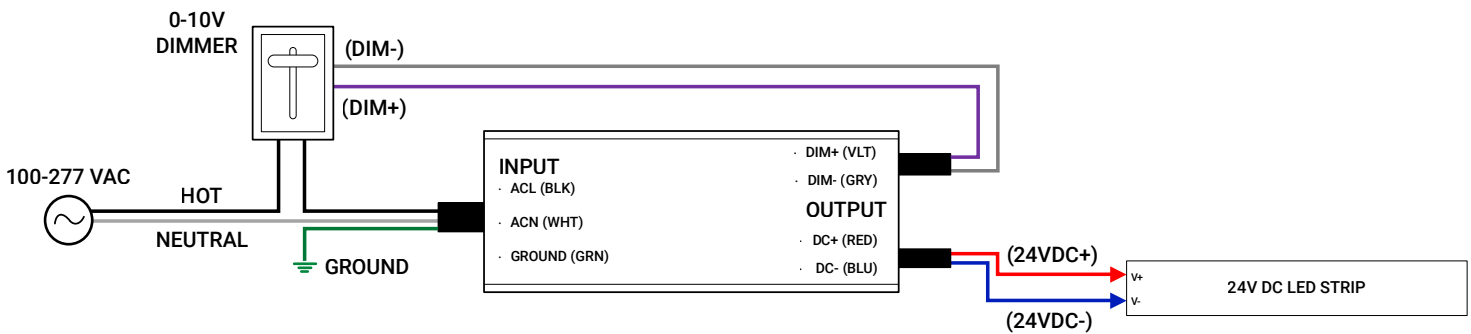 0-10V
DIMMER
(DIM-)
(DIM+)
100-277 VAC
HOT
NEUTRAL
GROUND
INPUT
· ACL (BLK)
· ACN (WHT)
· GROUND (GRN)
· DIM+ (VLT)
· DIM- (GRY)
OUTPUT
· DC+ (RED)
· DC- (BLU)
(24VDC+)
(24VDC-)
V+
V-
24V DC LED STRIP